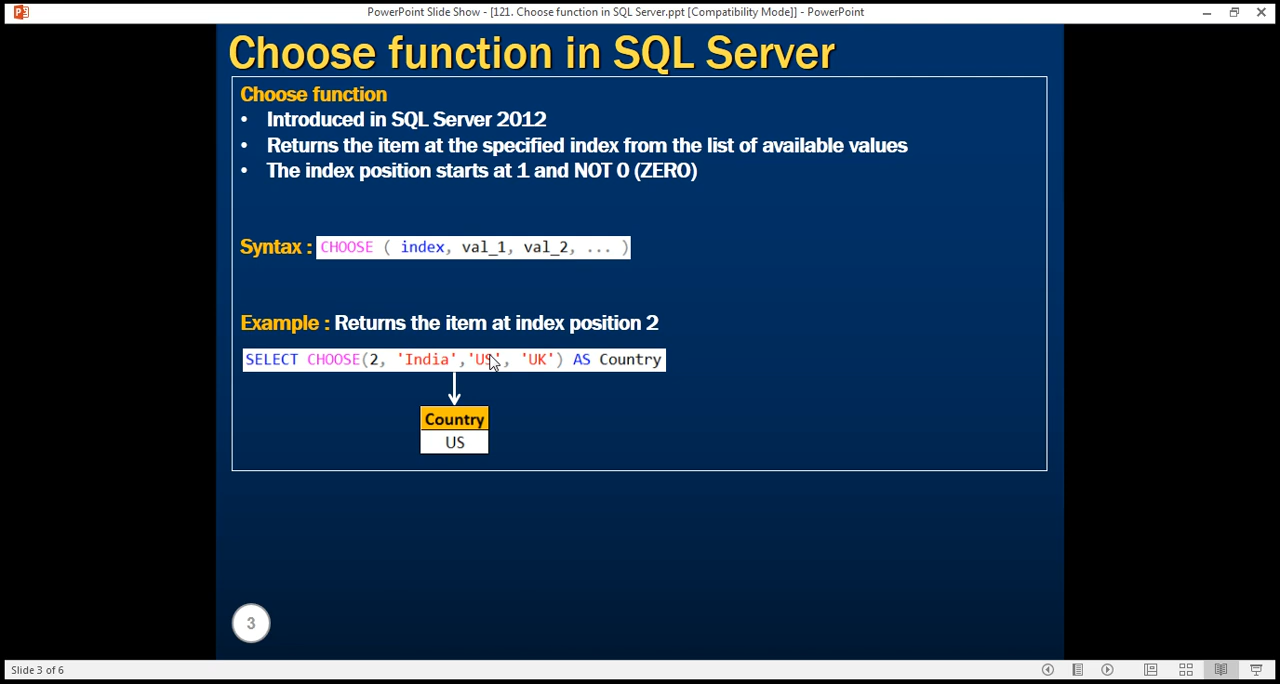 PowerPoint Slide Show - [121. Choose function in SQL Server.ppt [Compatibility Mode]] - PowerPoint
Choose function in SQL Server
Choose function
• Introduced in SQL Server 2012
• Returns the item at the specified index from the list of available values
• The index position starts at 1 and NOT 0 (ZERO)
Syntax : CHOOSE ( index, val_1, val_2, ... )
Example : Returns the item at index position 2
SELECT CHOOSE(2, 'India','US', 'UK') AS Country
Country
US
3
Slide 3 of 6